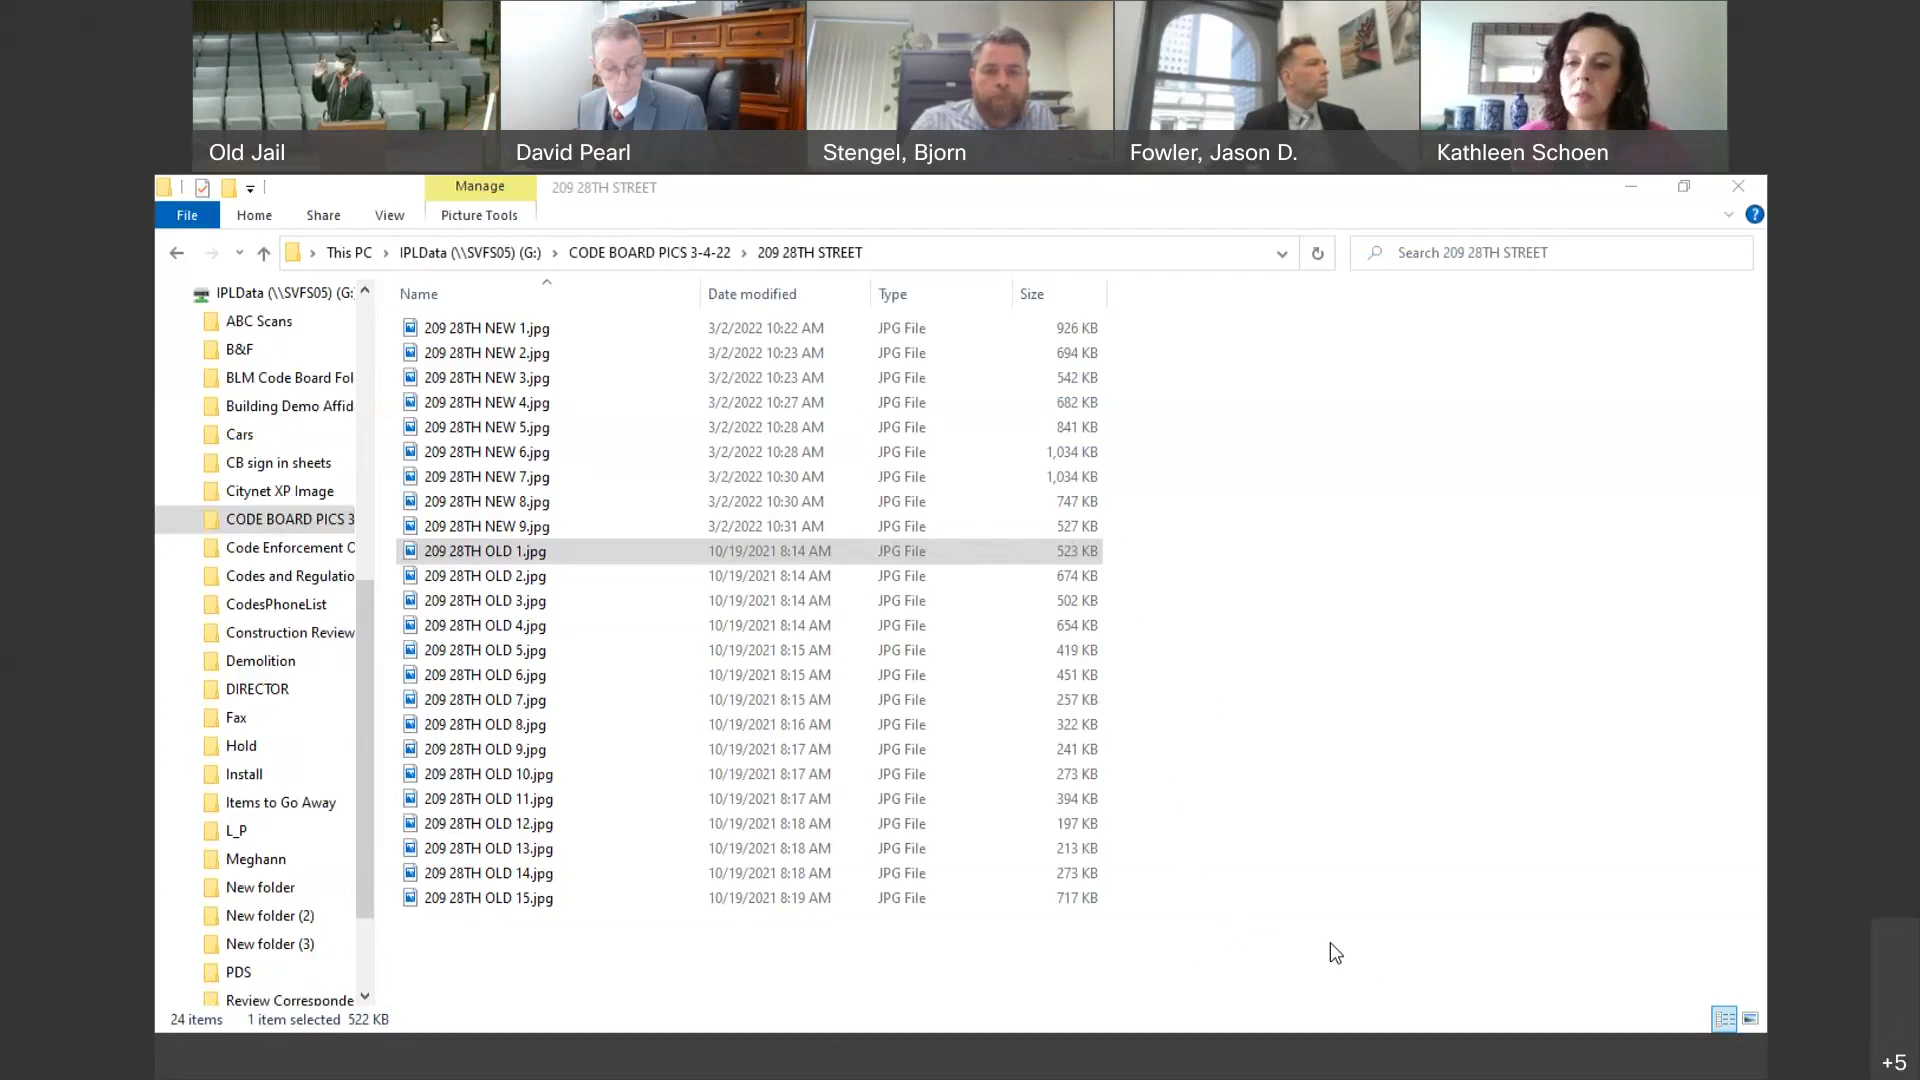 Old Jail
David Pearl
Stengel, Bjorn
Fowler, Jason D.
Kathleen Schoen
Manage
209 28TH STREET
File
Home
Share
View
Picture Tools
This PC
IPLData (\\SVFS05) (G:)
CODE BOARD PICS 3-4-22
209 28TH STREET
Search 209 28TH STREET
IPLData (\\SVFS05) (G:
ABC Scans
B&F
BLM Code Board Fol
Building Demo Affid
Cars
CB sign in sheets
Citynet XP Image
CODE BOARD PICS 3
Code Enforcement C
Codes and Regulatio
CodesPhoneList
Construction Review
Demolition
DIRECTOR
Fax
Hold
Install
Items to Go Away
L_P
Meghann
New folder
New folder (2)
New folder (3)
PDS
Review Corresponde
Name Date modified Type Size
209 28TH NEW 1.jpg 3/2/2022 10:22 AM JPG File 926 KB
209 28TH NEW 2.jpg 3/2/2022 10:23 AM JPG File 694 KB
209 28TH NEW 3.jpg 3/2/2022 10:23 AM JPG File 542 KB
209 28TH NEW 4.jpg 3/2/2022 10:27 AM JPG File 682 KB
209 28TH NEW 5.jpg 3/2/2022 10:28 AM JPG File 841 KB
209 28TH NEW 6.jpg 3/2/2022 10:28 AM JPG File 1,034 KB
209 28TH NEW 7.jpg 3/2/2022 10:30 AM JPG File 1,034 KB
209 28TH NEW 8.jpg 3/2/2022 10:30 AM JPG File 747 KB
209 28TH NEW 9.jpg 3/2/2022 10:31 AM JPG File 527 KB
209 28TH OLD 1.jpg 10/19/2021 8:14 AM JPG File 523 KB
209 28TH OLD 2.jpg 10/19/2021 8:14 AM JPG File 674 KB
209 28TH OLD 3.jpg 10/19/2021 8:14 AM JPG File 502 KB
209 28TH OLD 4.jpg 10/19/2021 8:14 AM JPG File 654 KB
209 28TH OLD 5.jpg 10/19/2021 8:15 AM JPG File 419 KB
209 28TH OLD 6.jpg 10/19/2021 8:15 AM JPG File 451 KB
209 28TH OLD 7.jpg 10/19/2021 8:15 AM JPG File 257 KB
209 28TH OLD 8.jpg 10/19/2021 8:16 AM JPG File 322 KB
209 28TH OLD 9.jpg 10/19/2021 8:17 AM JPG File 241 KB
209 28TH OLD 10.jpg 10/19/2021 8:17 AM JPG File 273 KB
209 28TH OLD 11.jpg 10/19/2021 8:17 AM JPG File 394 KB
209 28TH OLD 12.jpg 10/19/2021 8:18 AM JPG File 197 KB
209 28TH OLD 13.jpg 10/19/2021 8:18 AM JPG File 213 KB
209 28TH OLD 14.jpg 10/19/2021 8:18 AM JPG File 273 KB
209 28TH OLD 15.jpg 10/19/2021 8:19 AM JPG File 717 KB
24 items 1 item selected 522 KB
+5